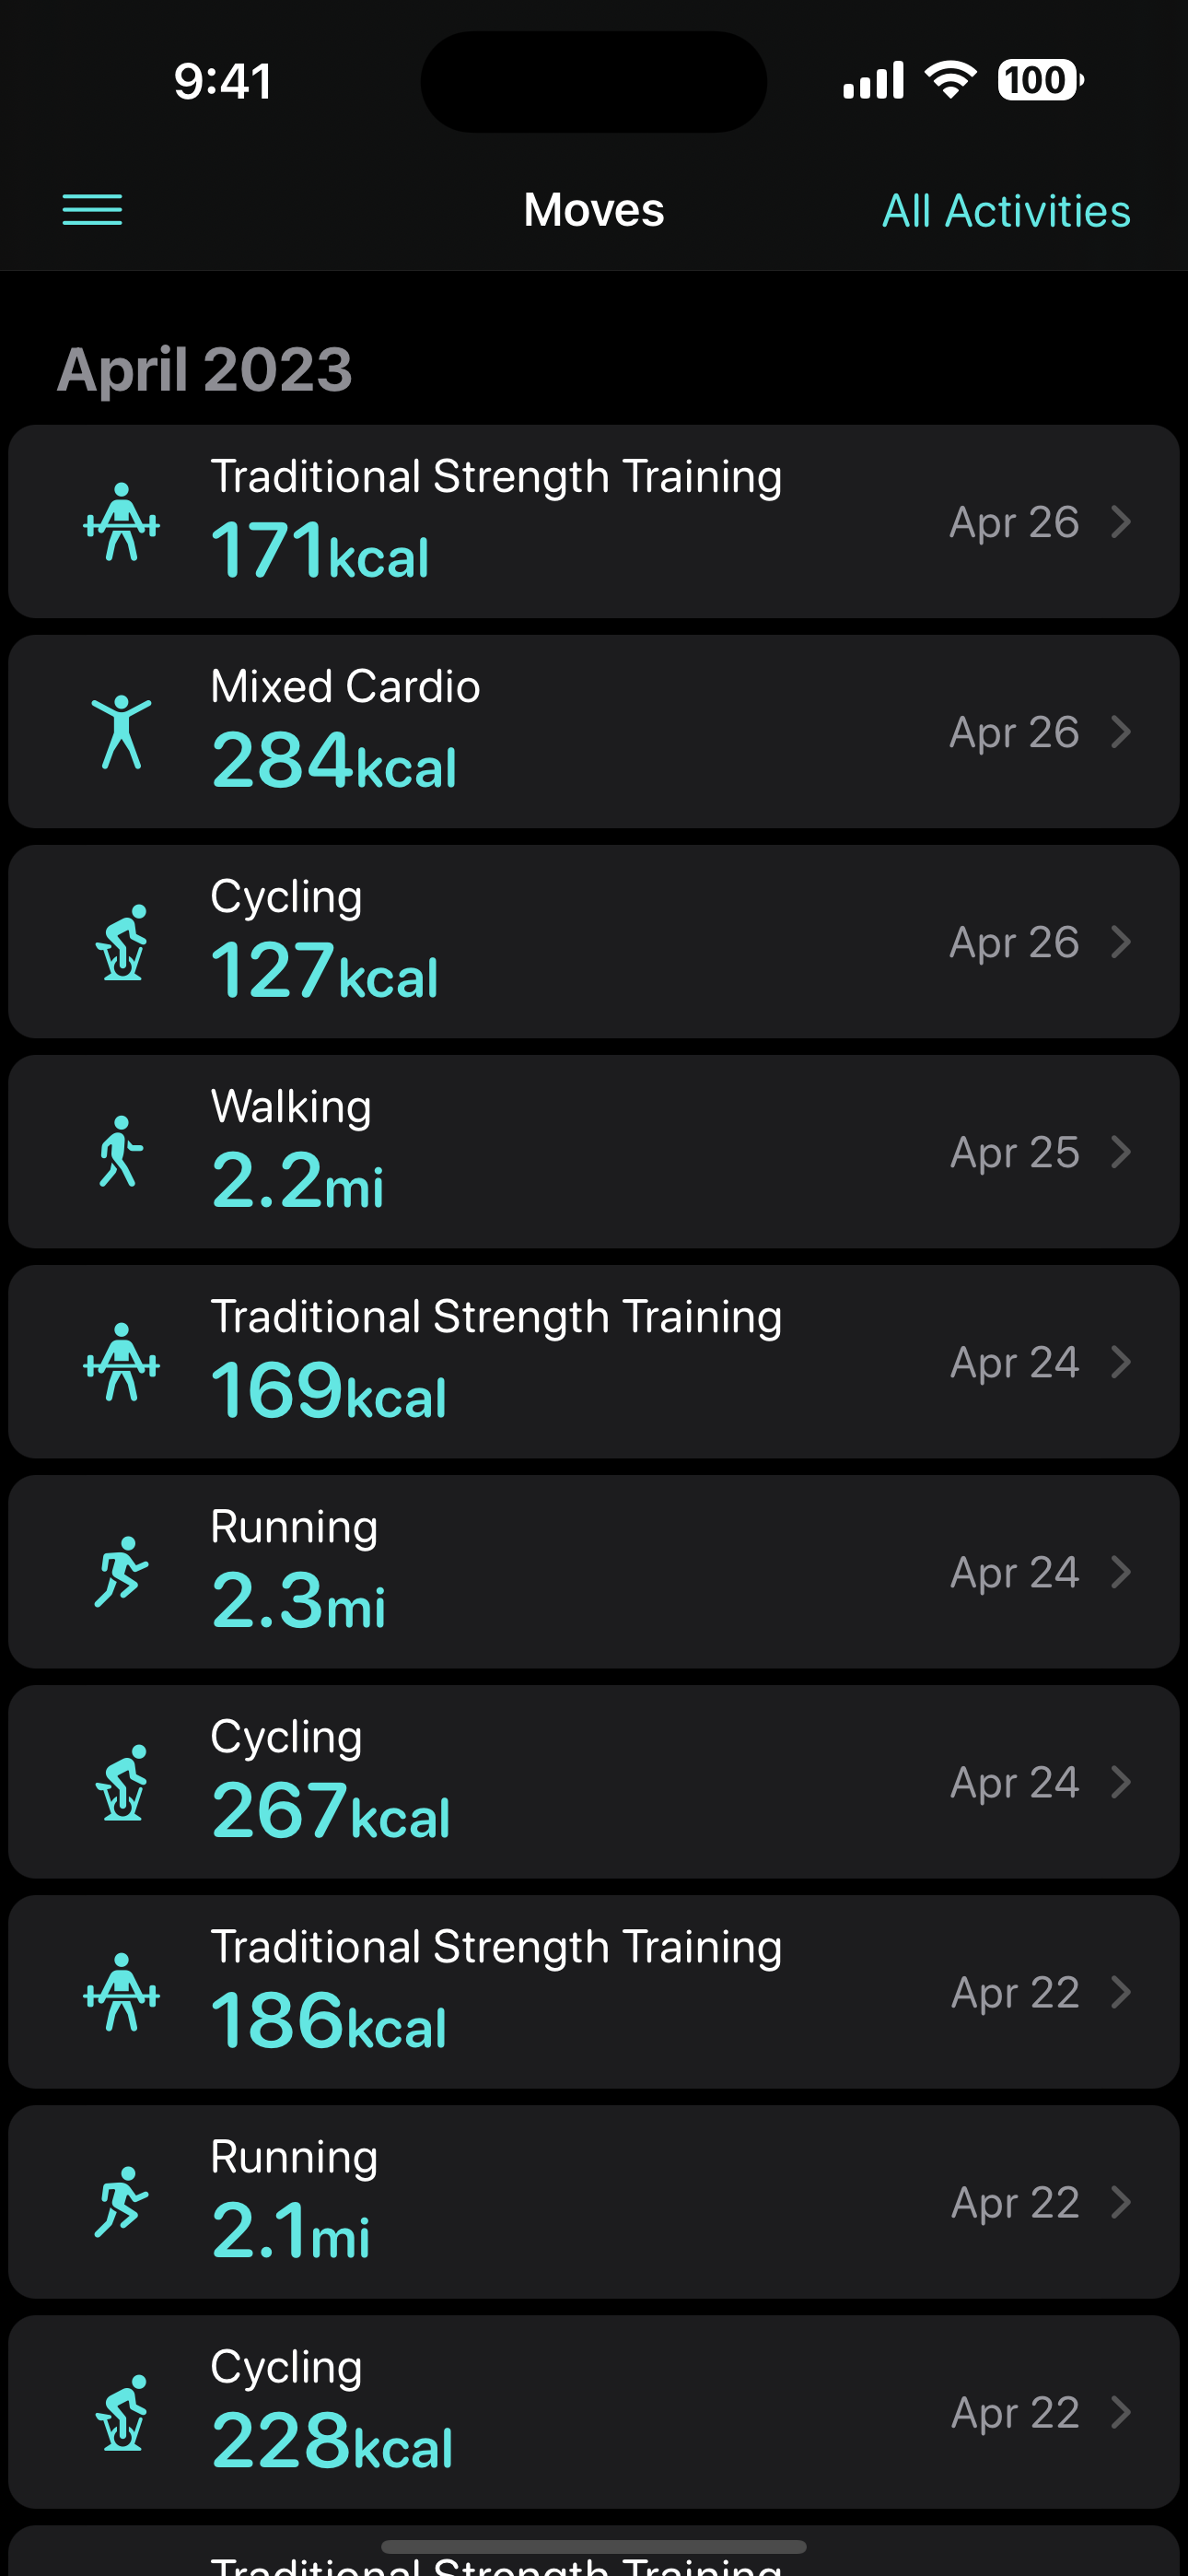 9:41
100
Moves
All Activities
April 2023
Traditional Strength Training
171kcal
Apr 26
Mixed Cardio
284kcal
Apr 26
Cycling
127kcal
Apr 26
Walking
2.2mi
Apr 25
Traditional Strength Training
169kcal
Apr 24
Running
2.3mi
Apr 24
Cycling
267kcal
Apr 24
Traditional Strength Training
186kcal
Apr 22
Running
2.1mi
Apr 22
Cycling
228kcal
Apr 22
Traditional Strength Training